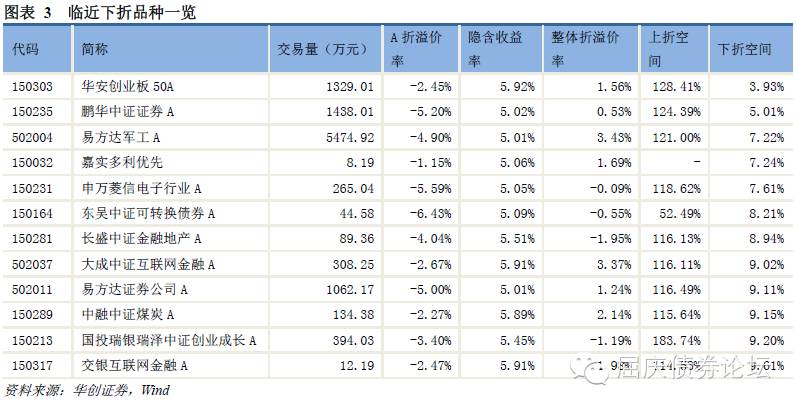 图表 3 临近下折品种一览
代码 简称 交易量（万元） A 折溢价率 隐含收益率 整体折溢价率 上折空间 下折空间
150303 华安创业板 50A 1329.01 -2.45% 5.92% 1.56% 128.41% 3.93%
150235 鹏华中证证券 A 1438.01 -5.20% 5.02% 0.53% 124.39% 5.01%
502004 易方达军工 A 5474.92 -4.90% 5.01% 3.43% 121.00% 7.22%
150032 嘉实多利优先 8.19 -1.15% 5.06% 1.69% - 7.24%
150231 申万菱信电子行业 A 265.04 -5.59% 5.05% -0.09% 118.62% 7.61%
150164 东吴中证可转换债券 A 44.58 -6.43% 5.09% -0.55% 52.49% 8.21%
150281 长盛中证金融地产 A 89.36 -4.04% 5.51% -1.95% 116.13% 8.94%
502037 大成中证互联网金融 A 308.25 -2.67% 5.91% 3.37% 116.11% 9.02%
502011 易方达证券公司 A 1062.17 -5.00% 5.01% 1.24% 116.49% 9.11%
150289 中融中证煤炭 A 134.38 -2.27% 5.89% 2.14% 115.64% 9.15%
150213 国投瑞银瑞泽中证创业成长 A 394.03 -3.40% 5.45% -1.19% 183.74% 9.20%
150317 交银互联网金融 A 12.19 -2.47% 5.91% 9.61%
屈庆债券论坛
资料来源：华创证券，Wind